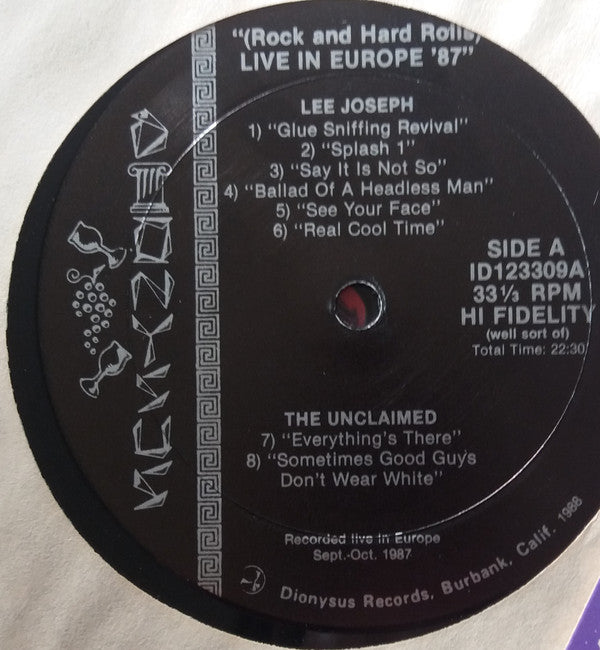 "(Rock and Hard Rolls)
LIVE IN EUROPE '87"
LEE JOSEPH
1) "Glue Sniffing Revival"
2) "Splash 1"
3) "Say It Is Not So"
4) "Ballad Of A Headless Man"
5) "See Your Face"
6) "Real Cool Time"
SIDE A
ID123309A
33⅓ RPM
HI FIDELITY
(well sort of)
Total Time: 22:30
THE UNCLAIMED
7) "Everything's There"
8) "Sometimes Good Guys
Don't Wear White"
Recorded live in Europe
Sept.-Oct. 1987
Dionysus Records, Burbank, Calif. 1988
DIONYSUS